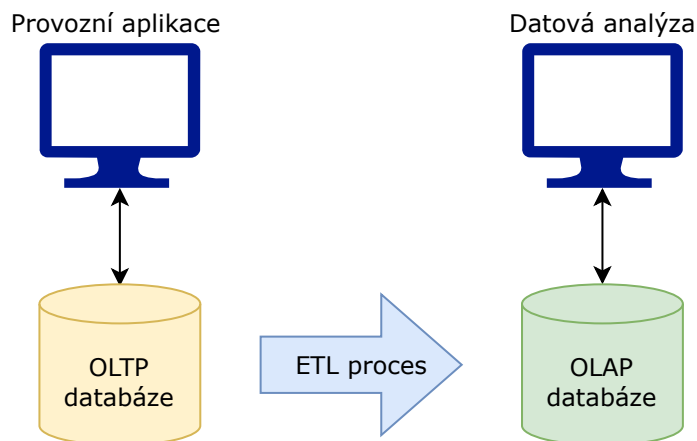 Provozní aplikace
Datová analýza
OLTP
databáze
ETL proces
OLAP
databáze